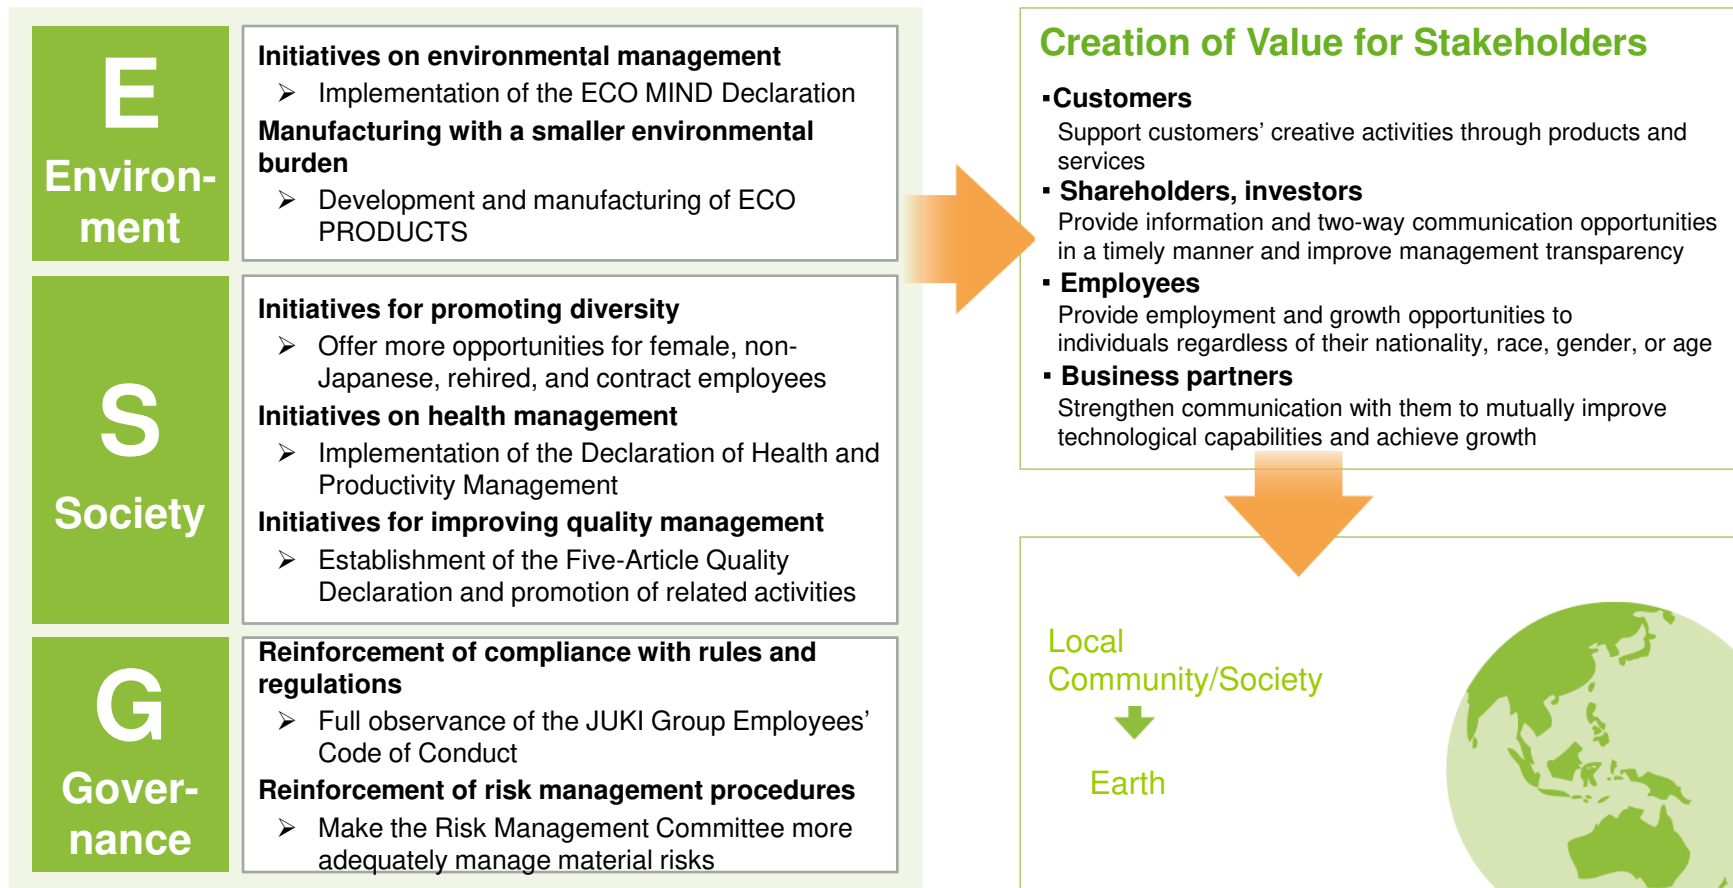 E
Environ-
ment
Initiatives on environmental management
➢ Implementation of the ECO MIND Declaration
Manufacturing with a smaller environmental
burden
➢ Development and manufacturing of ECO
PRODUCTS
S
Society
Initiatives for promoting diversity
➢ Offer more opportunities for female, non-
Japanese, rehired, and contract employees
Initiatives on health management
➢ Implementation of the Declaration of Health and
Productivity Management
Initiatives for improving quality management
➢ Establishment of the Five-Article Quality
Declaration and promotion of related activities
G
Gover-
nance
Reinforcement of compliance with rules and
regulations
➢ Full observance of the JUKI Group Employees’
Code of Conduct
Reinforcement of risk management procedures
➢ Make the Risk Management Committee more
adequately manage material risks
Creation of Value for Stakeholders
▪Customers
Support customers’ creative activities through products and
services
▪ Shareholders, investors
Provide information and two-way communication opportunities
in a timely manner and improve management transparency
▪ Employees
Provide employment and growth opportunities to
individuals regardless of their nationality, race, gender, or age
▪ Business partners
Strengthen communication with them to mutually improve
technological capabilities and achieve growth
Local
Community/Society
Earth